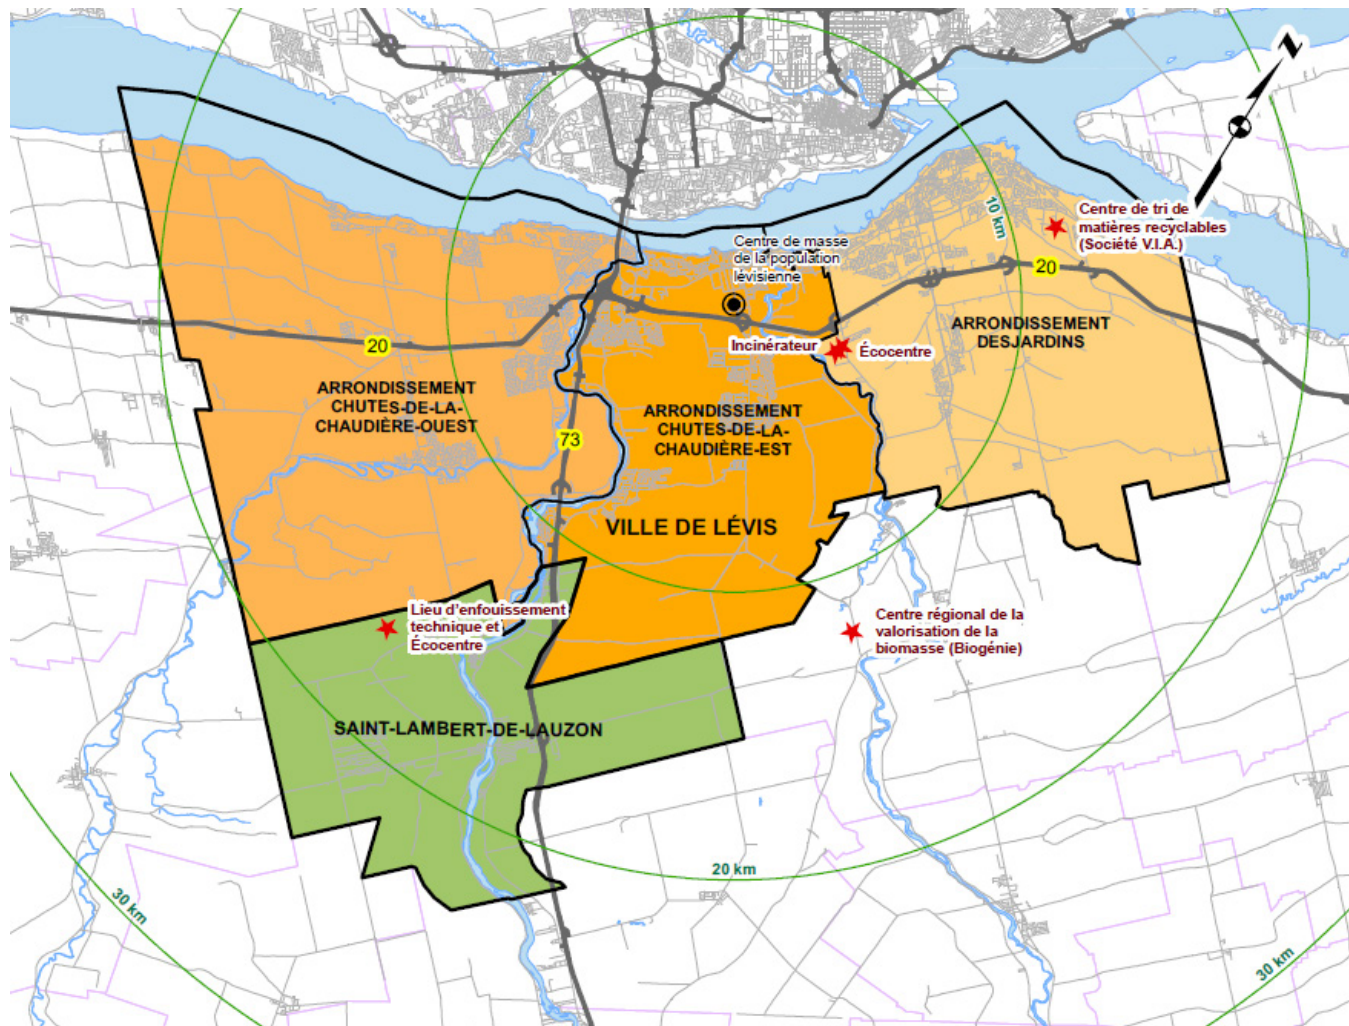 Z
Centre de tri de
matières recyclables
(Société V.I.A.)
10 km
Centre de masse
de la population
lévisienne
20
20
ARRONDISSEMENT
DESJARDINS
Incinérateur
Écocentre
ARRONDISSEMENT
CHUTES-DE-LA-
CHAUDIÈRE-OUEST
ARRONDISSEMENT
CHUTES-DE-LA-
CHAUDIÈRE-EST
73
VILLE DE LÉVIS
Lieu d'enfouissement
technique et
Écocentre
Centre régional de la
valorisation de la
biomasse (Biogénie)
SAINT-LAMBERT-DE-LAUZON
20 km
30 km
30 km